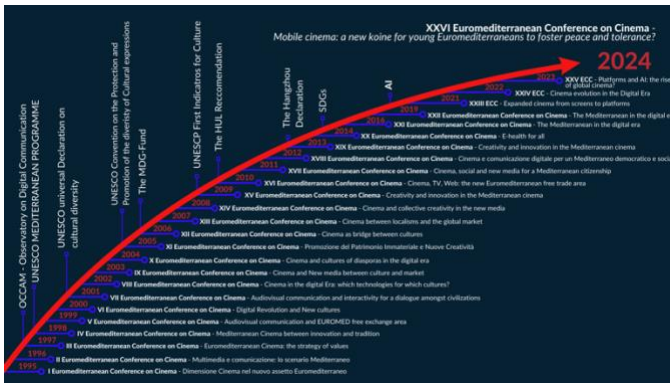 XXVI Euromediterranean Conference on Cinema -
Mobile cinema: a new koine for young Euromediterraneans to foster peace and tolerance?
2024
2023
XXV ECC - Platforms and AI: the rise
of global cinema?
2022
XXIV ECC - Cinema evolution in the Digital Era
2021
XXIII ECC - Expanded cinema from screens to platforms
2019
XXII Euromediterranean Conference on Cinema - The Mediterranean in the digital e
2016
XXI Euromediterranean Conference on Cinema - The Mediterranean in the digital era
2014
XX Euromediterranean Conference on Cinema - E-health for all
2013
XIX Euromediterranean Conference on Cinema - Creativity and innovation in the Mediterranean cinema
2012
XVIII Euromediterranean Conference on Cinema - Cinema e comunicazione digitale per un Mediterraneo democratico e socia
2011
XVII Euromediterranean Conference on Cinema - Cinema, social and new media for a Mediterranean citizenship
2010
XVI Euromediterranean Conference on Cinema - Cinema, TV, Web: the new Euromediterranean free trade area
2009
XV Euromediterranean Conference on Cinema - Creativity and innovation in the Mediterranean cinema
2008
XIV Euromediterranean Conference on Cinema - Cinema and collective creativity in the new media
2007
XIII Euromediterranean Conference on Cinema - Cinema between localisms and the global market
2006
XII Euromediterranean Conference on Cinema - Cinema as bridge between cultures
2005
XI Euromediterranean Conference on Cinema - Promozione del Patrimonio Immateriale e Nuove Creatività
2004
X Euromediterranean Conference on Cinema - Cinema and cultures of diasporas in the digital era
2003
IX Euromediterranean Conference on Cinema - Cinema and New media between culture and market
2002
VIII Euromediterranean Conference on Cinema - Cinema in the digital Era: which technologies for which cultures?
2001
VII Euromediterranean Conference on Cinema - Audiovisual communication and interactivity for a dialogue amongst civilizations
2000
VI Euromediterranean Conference on Cinema - Digital Revolution and New cultures
1999
V Euromediterranean Conference on Cinema - Audiovisual communication and EUROMED free exchange area
1998
IV Euromediterranean Conference on Cinema - Mediterranean Cinema between innovation and tradition
1997
III Euromediterranean Conference on Cinema - Euromediterranean Cinema: the strategy of values
1996
II Euromediterranean Conference on Cinema - Multimedia e comunicazione: lo scenario Mediterraneo
1995
I Euromediterranean Conference on Cinema - Dimensione Cinema nel nuovo assetto Euromediterraneo
OCCAM - Observatory on Digital Communication
UNESCO MEDITERRANEAN PROGRAMME
UNESCO universal Declaration on
cultural diversity
UNESCO Convention on the Protection and
Promotion of the diveristy of Cultural expressions
The MDG-Fund
UNESCP First Indicatros for Culture
The HUL Reccomendation
The Hangzhou
Declaration
SDGs
AI